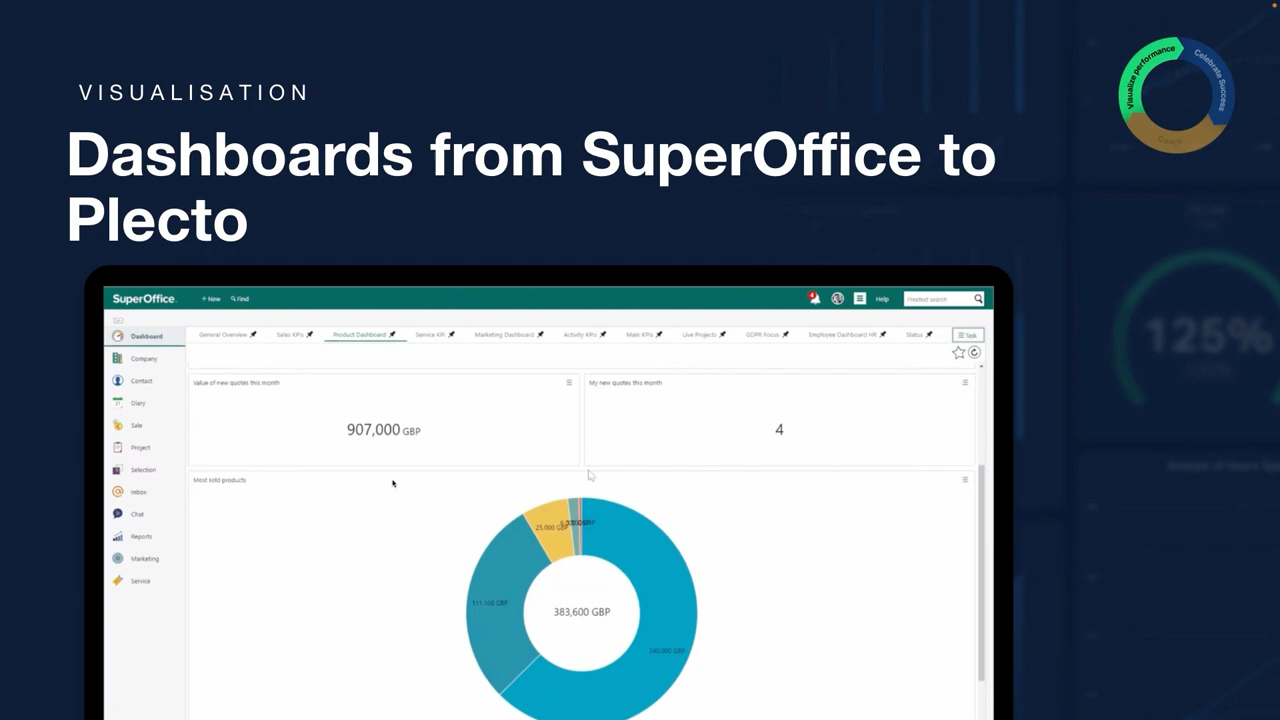 VISUALISATION
Dashboards from SuperOffice to
Plecto
Visualize performance
Celebrate Success
SuperOffice.
+ New
Find
4
Help
Freetext search
Dashboard
Company
Contact
Diary
Sale
Project
Selection
Inbox
Chat
Reports
Marketing
Service
General Overview
Sales KPIs
Product Dashboard
Service KPI
Marketing Dashboard
Activity KPIs
Main KPIs
Live Projects
GDPR Focus
Employee Dashboard HR
Status
Task
Value of new quotes this month
907,000 GBP
My new quotes this month
4
Most sold products
25,000 GBP
111,100 GBP
383,600 GBP
240,000 GBP
125%